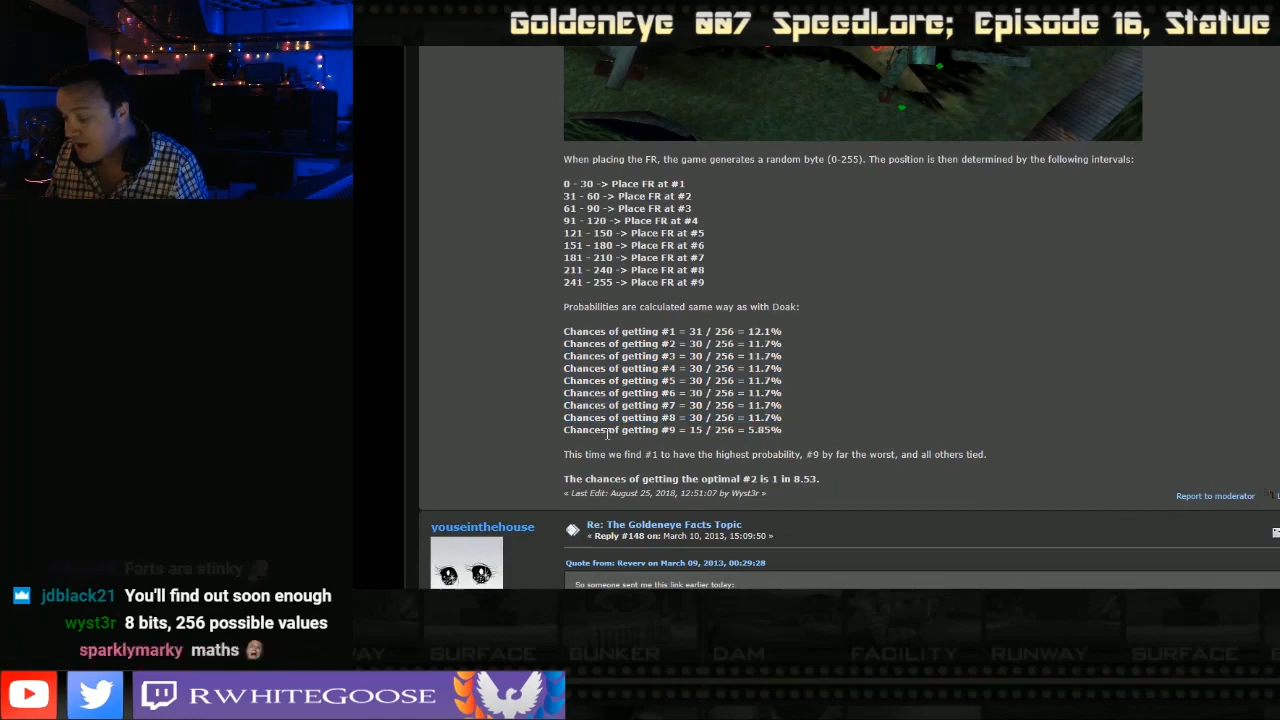 GoldenEye 007 SpeedLore; Episode 16, Statue
When placing the FR, the game generates a random byte (0-255). The position is then determined by the following intervals:
0 - 30 -> Place FR at #1
31 - 60 -> Place FR at #2
61 - 90 -> Place FR at #3
91 - 120 -> Place FR at #4
121 - 150 -> Place FR at #5
151 - 180 -> Place FR at #6
181 - 210 -> Place FR at #7
211 - 240 -> Place FR at #8
241 - 255 -> Place FR at #9
Probabilities are calculated same way as with Doak:
Chances of getting #1 = 31 / 256 = 12.1%
Chances of getting #2 = 30 / 256 = 11.7%
Chances of getting #3 = 30 / 256 = 11.7%
Chances of getting #4 = 30 / 256 = 11.7%
Chances of getting #5 = 30 / 256 = 11.7%
Chances of getting #6 = 30 / 256 = 11.7%
Chances of getting #7 = 30 / 256 = 11.7%
Chances of getting #8 = 30 / 256 = 11.7%
Chances of getting #9 = 15 / 256 = 5.85%
This time we find #1 to have the highest probability, #9 by far the worst, and all others tied.
The chances of getting the optimal #2 is 1 in 8.53.
« Last Edit: August 25, 2018, 12:51:07 by Wyst3r »
Report to moderator
youseinthehouse
Re: The Goldeneye Facts Topic
« Reply #148 on: March 10, 2013, 15:09:50 »
Quote from: Reverv on March 09, 2013, 00:29:28
So someone sent me this link earlier today:
Farts are stinky
jdblack21 You'll find out soon enough
wyst3r 8 bits, 256 possible values
sparklymarky maths
WAY SURFACE BUNKER DAM FACILITY RUNWAY SURFACE
RWHITEGOOSE